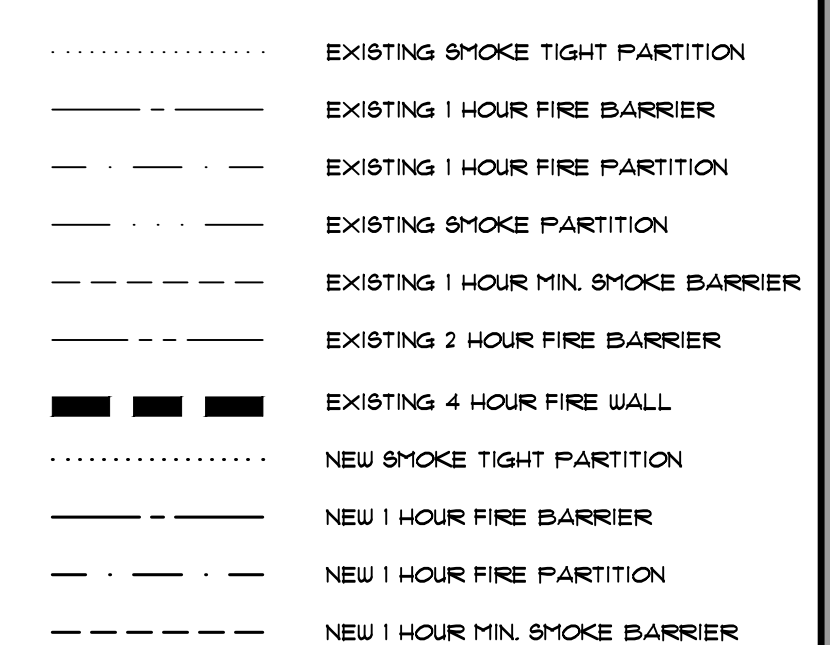 EXISTING SMOKE TIGHT PARTITION
EXISTING 1 HOUR FIRE BARRIER
EXISTING 1 HOUR FIRE PARTITION
EXISTING SMOKE PARTITION
EXISTING 1 HOUR MIN. SMOKE BARRIER
EXISTING 2 HOUR FIRE BARRIER
EXISTING 4 HOUR FIRE WALL
NEW SMOKE TIGHT PARTITION
NEW 1 HOUR FIRE BARRIER
NEW 1 HOUR FIRE PARTITION
NEW 1 HOUR MIN. SMOKE BARRIER